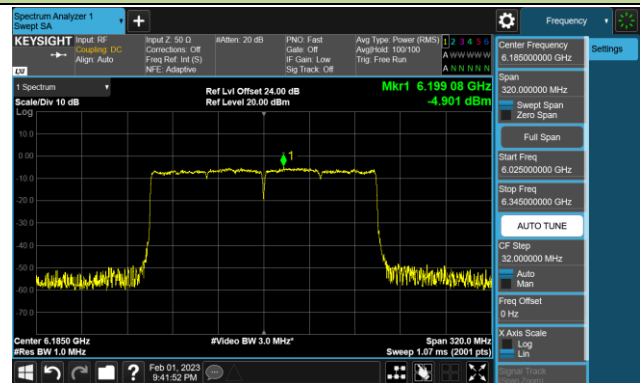 Spectrum Analyzer 1
Swept SA
Frequency
KEYSIGHT
Input: RF
Coupling: DC
Align: Auto
Input Z: 50 Ω
Corrections: Off
Freq Ref: Int (S)
NFE: Adaptive
#Atten: 20 dB
PNO: Fast
Gate: Off
IF Gain: Low
Sig Track: Off
Avg Type: Power (RMS)
Avg|Hold: 100/100
Trig: Free Run
1 2 3 4 5 6
A W W W W W
A N N N N N
LXI
1 Spectrum
Scale/Div 10 dB
Log
Ref Lvl Offset 24.00 dB
Ref Level 20.00 dBm
Mkr1 6.199 08 GHz
-4.901 dBm
10.0
0.00
-10.0
-20.0
-30.0
-40.0
-50.0
-60.0
-70.0
1
Center 6.1850 GHz
#Res BW 1.0 MHz
#Video BW 3.0 MHz*
Span 320.0 MHz
Sweep 1.07 ms (2001 pts)
Feb 01, 2023
9:41:52 PM
Center Frequency
6.185000000 GHz
Settings
Span
320.000000 MHz
Swept Span
Zero Span
Full Span
Start Freq
6.025000000 GHz
Stop Freq
6.345000000 GHz
AUTO TUNE
CF Step
32.000000 MHz
Auto
Man
Freq Offset
0 Hz
X Axis Scale
Log
Lin
Signal Track
(Span Zoom)